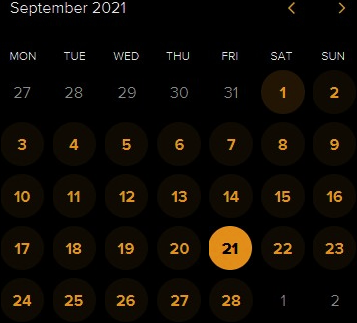 September 2021
MON TUE WED THU FRI SAT SUN
27 28 29 30 31 1 2
3 4 5 6 7 8 9
10 11 12 13 14 15 16
17 18 19 20 21 22 23
24 25 26 27 28 1 2